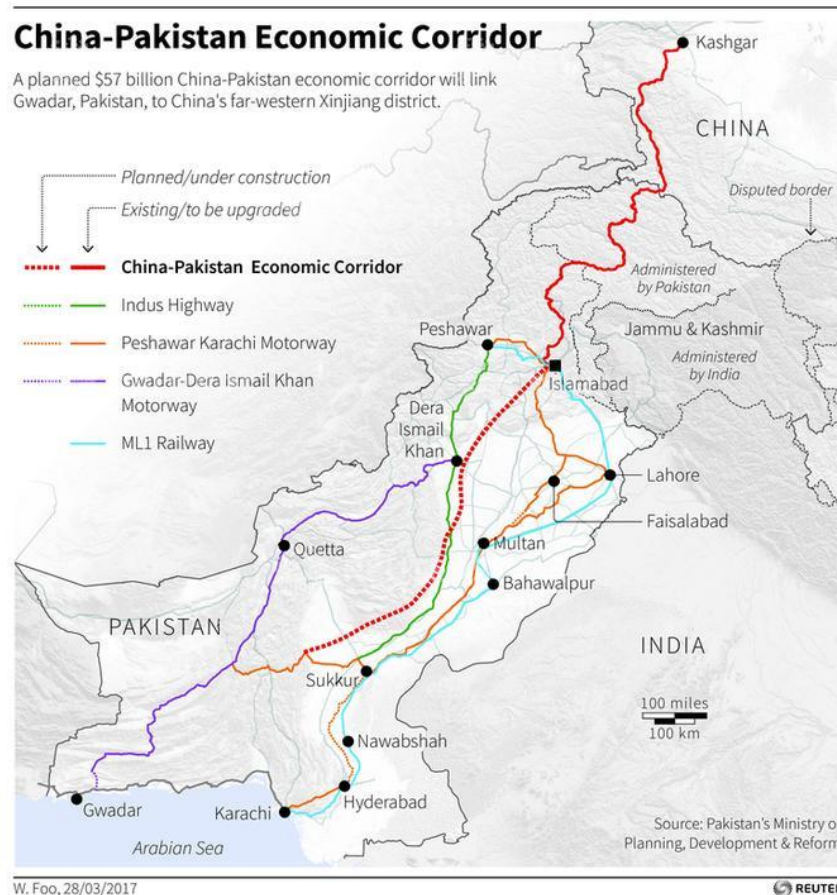 China-Pakistan Economic Corridor
A planned $57 billion China-Pakistan economic corridor will link
Gwadar, Pakistan, to China's far-western Xinjiang district.
Planned/under construction
Existing/to be upgraded
China-Pakistan Economic Corridor
Indus Highway
Peshawar Karachi Motorway
Gwadar-Dera Ismail Khan
Motorway
ML1 Railway
Kashgar
CHINA
Disputed border
Administered
by Pakistan
Jammu & Kashmir
Administered
by India
Peshawar
Islamabad
Dera
Ismail
Khan
Lahore
Faisalabad
Quetta
Multan
Bahawalpur
PAKISTAN
INDIA
Sukkur
100 miles
100 km
Nawabshah
Hyderabad
Gwadar
Karachi
Arabian Sea
Source: Pakistan's Ministry o
Planning, Development & Reform
W. Foo, 28/03/2017
REUTE